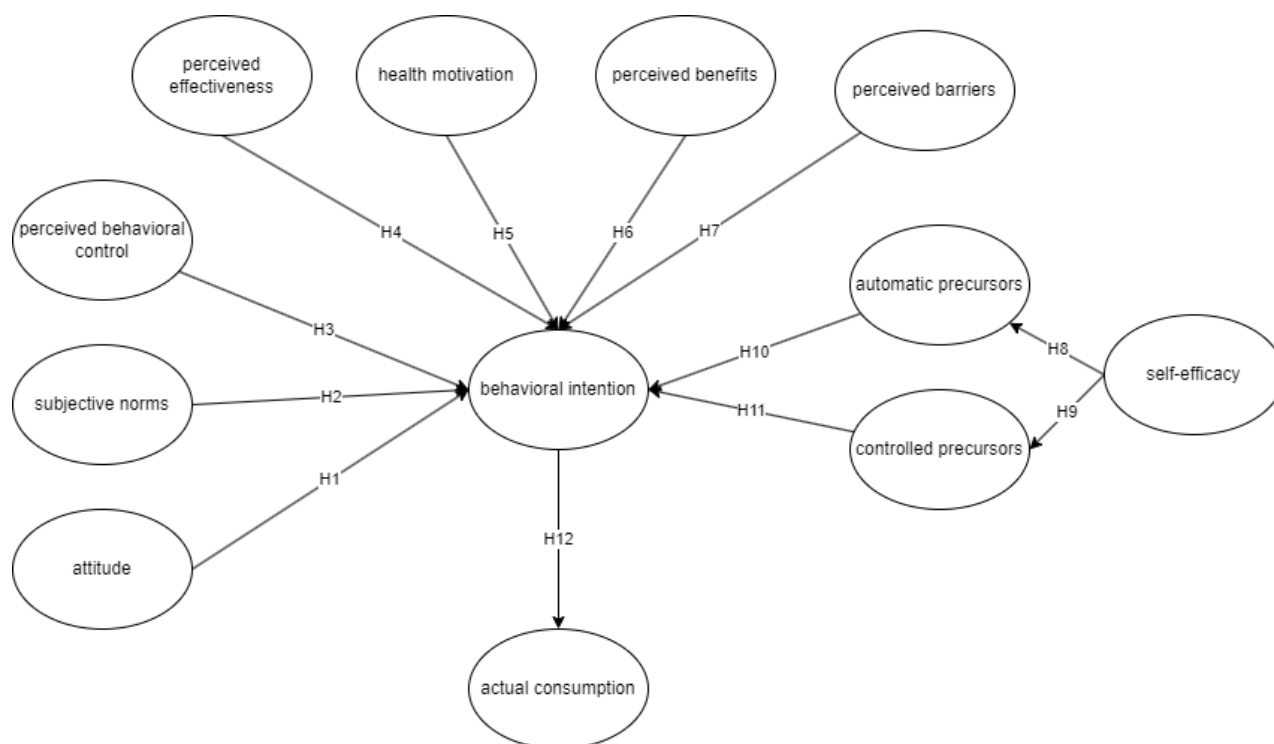 perceived
effectiveness
health motivation
perceived benefits
perceived barriers
perceived behavioral
control
H4
H5
H6
H7
automatic precursors
H3
H10
H8
self-efficacy
subjective norms
H2
behavioral intention
H11
H9
controlled precursors
H1
attitude
H12
actual consumption